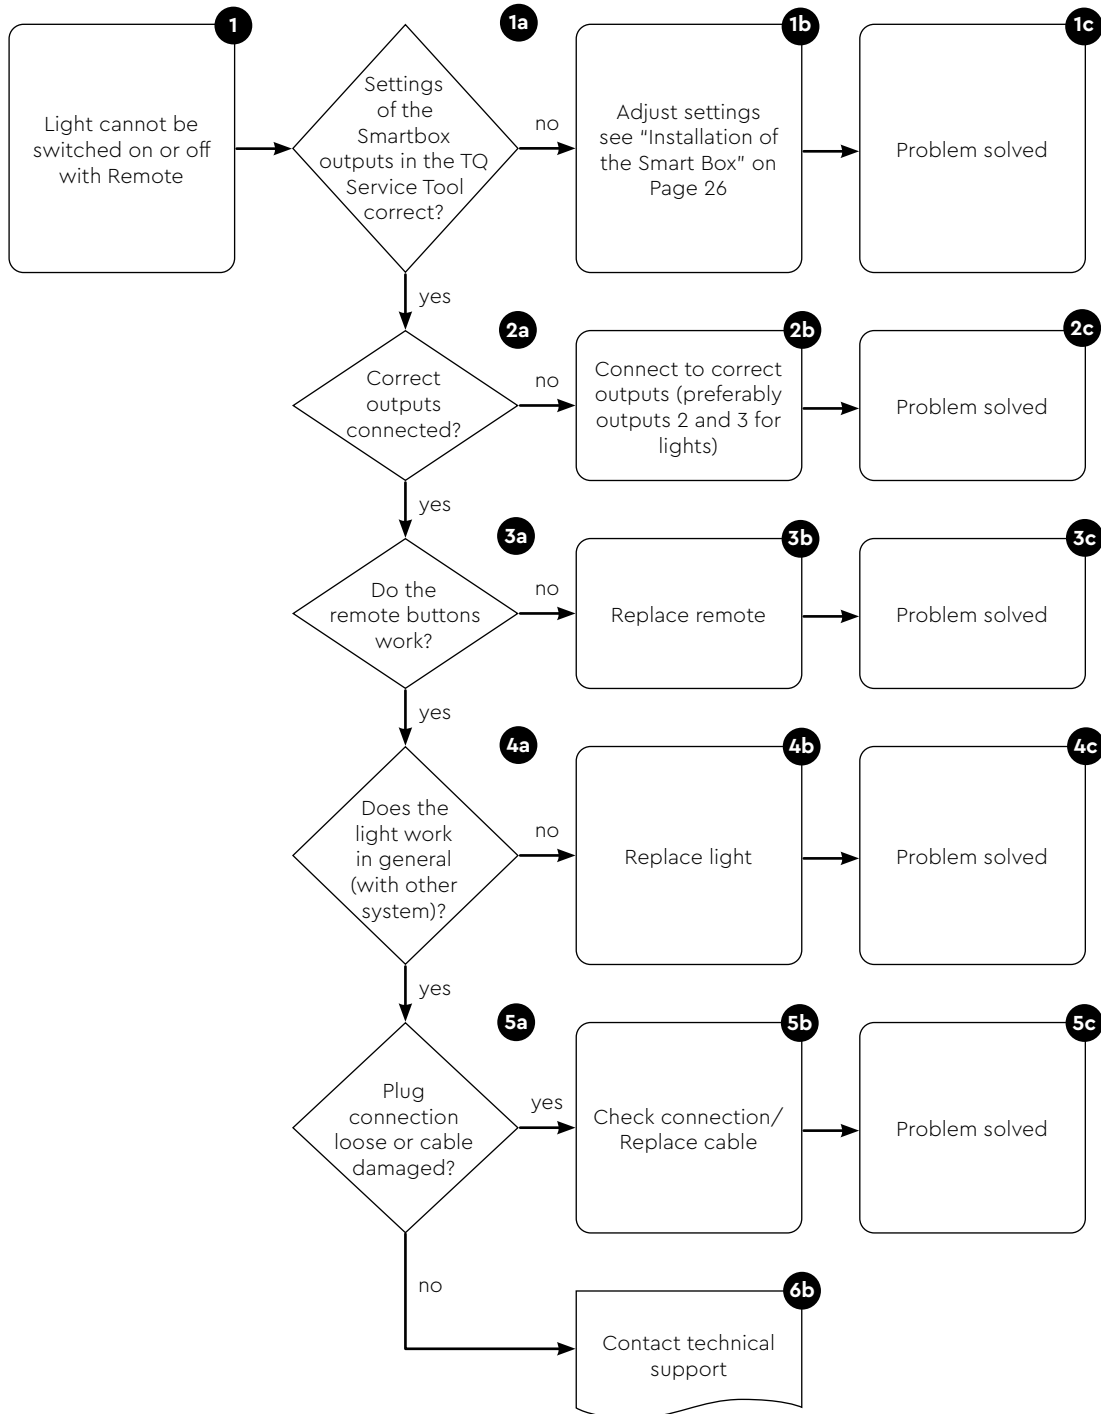 1
Light cannot be
switched on or off
with Remote
1a
Settings
of the
Smartbox
outputs in the TQ
Service Tool
correct?
no
1b
Adjust settings
see “Installation of
the Smart Box” on
Page 26
1c
Problem solved
yes
2a
Correct
outputs
connected?
no
2b
Connect to correct
outputs (preferably
outputs 2 and 3 for
lights)
2c
Problem solved
yes
3a
Do the
remote buttons
work?
no
3b
Replace remote
3c
Problem solved
yes
4a
Does the
light work
in general
(with other
system)?
no
4b
Replace light
4c
Problem solved
yes
5a
Plug
connection
loose or cable
damaged?
yes
5b
Check connection/
Replace cable
5c
Problem solved
no
6b
Contact technical
support